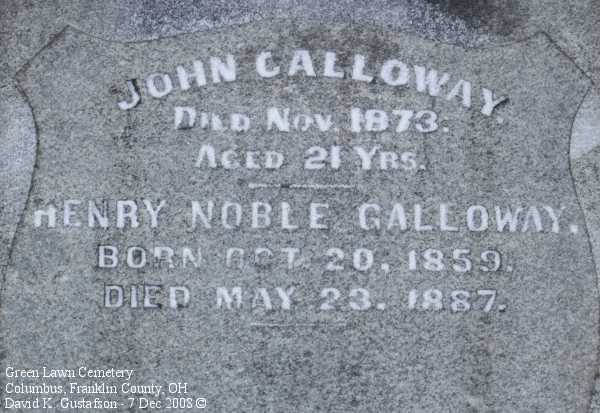 JOHN GALLOWAY.
DIED NOV. 1873.
AGED 21 YRS.
HENRY NOBLE GALLOWAY.
BORN OCT. 20, 1859.
DIED MAY 23. 1887.
Green Lawn Cemetery
Columbus, Franklin County, OH
David K. Gustafson - 7 Dec 2008 ©